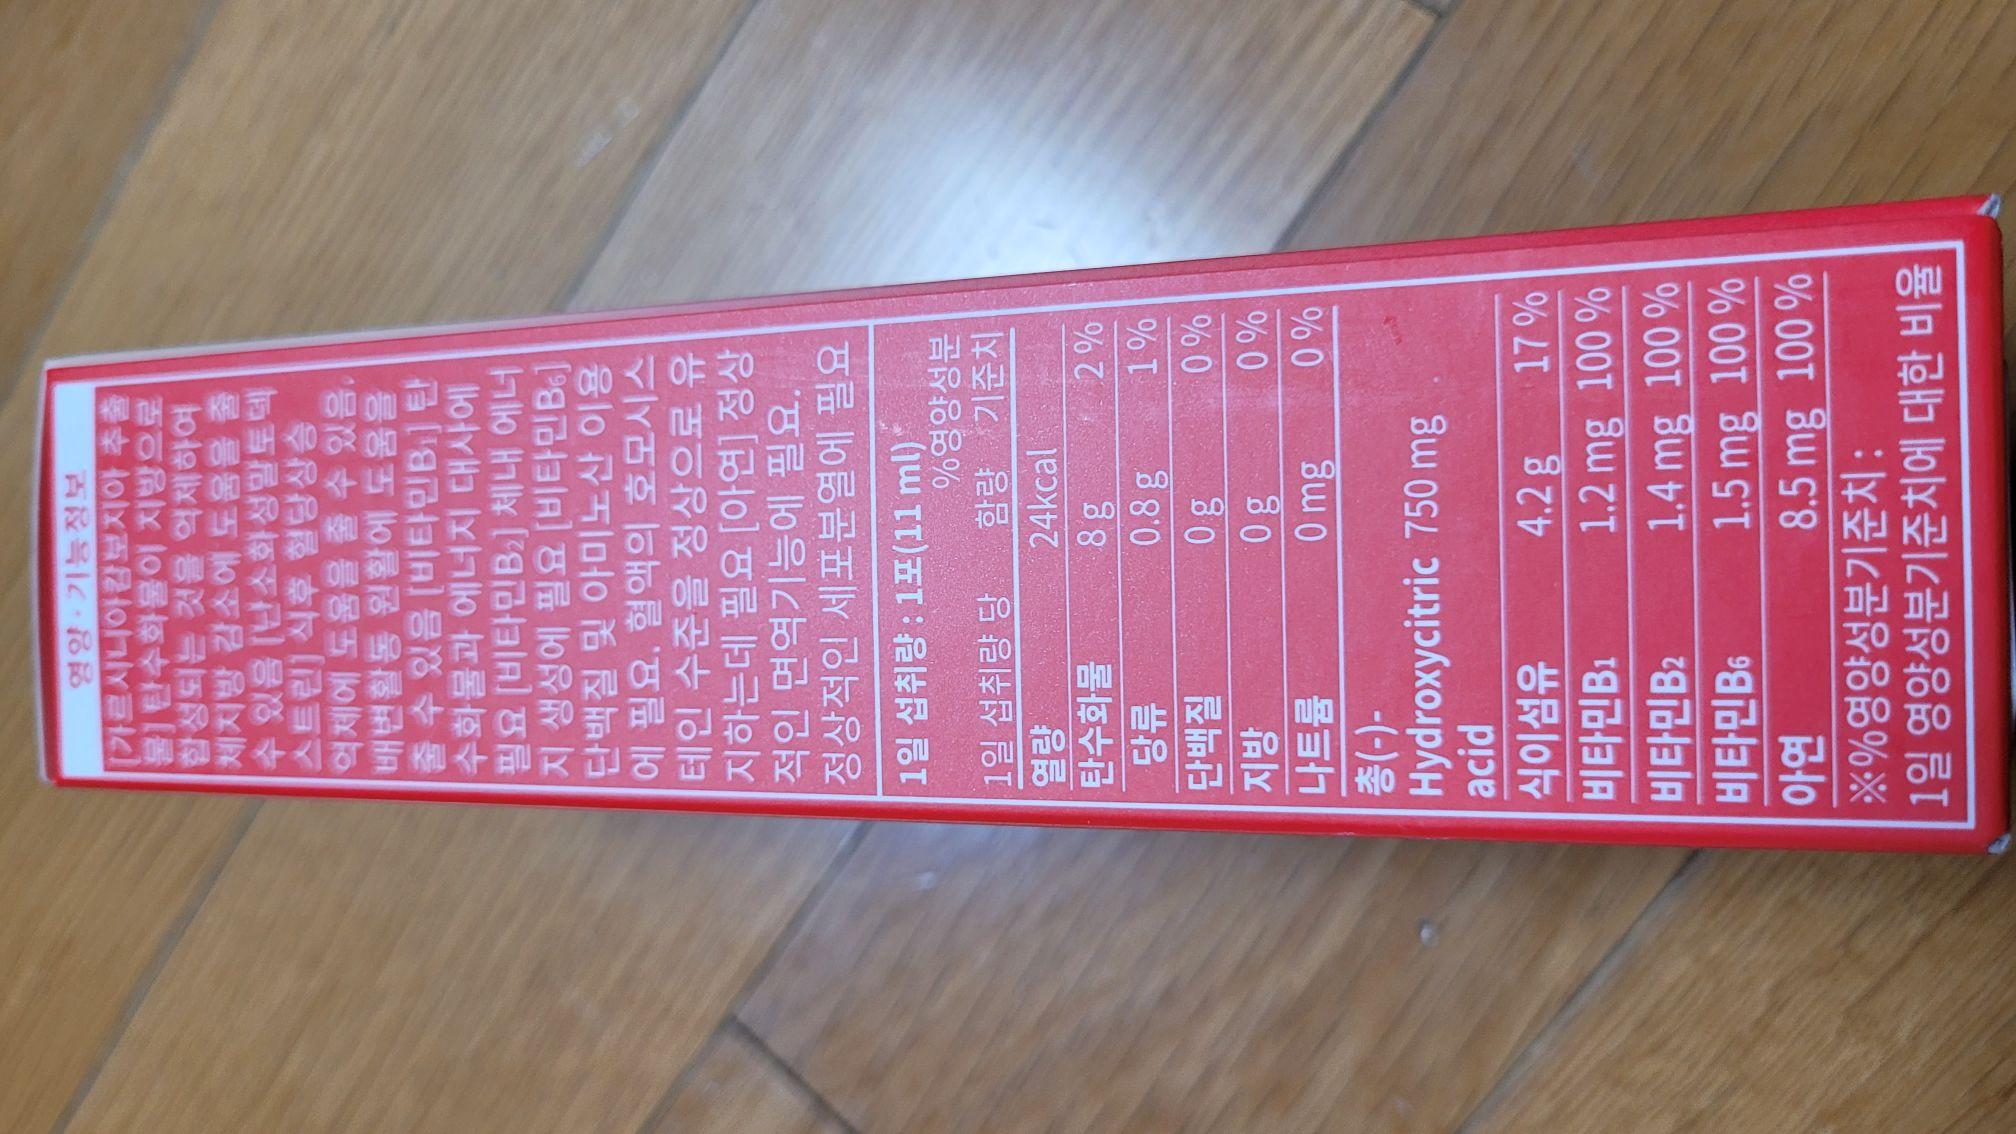 영양·기능정보
[가르시니아캄보지아 추출
물] 탄수화물이 지방으로
합성되는 것을 억제하여
체지방 감소에 도움을 줄
수 있음 [난소화성말토덱
스트린] 식후 혈당상승
억제에 도움을 줄 수 있음,
배변활동 원활에 도움을
줄 수 있음 [비타민B₁] 탄
수화물과 에너지 대사에
필요 [비타민B₂] 체내 에너
지 생성에 필요 [비타민B₆]
단백질 및 아미노산 이용
에 필요. 혈액의 호모시스
테인 수준을 정상으로 유
지하는데 필요 [아연] 정상
적인 면역기능에 필요.
정상적인 세포분열에 필요
1일 섭취량 : 1포(11 ml)
1일 섭취량 당 함량 %영양성분 기준치
열량 24kcal
탄수화물 8 g 2 %
당류 0.8 g 1 %
단백질 0 g 0 %
지방 0 g 0 %
나트륨 0 mg 0 %
총(-)-
Hydroxycitric 750 mg
acid
식이섬유 4.2 g 17 %
비타민B₁ 1.2 mg 100 %
비타민B₂ 1.4 mg 100 %
비타민B₆ 1.5 mg 100 %
아연 8.5 mg 100 %
※%영양성분기준치 :
1일 영양성분기준치에 대한 비율